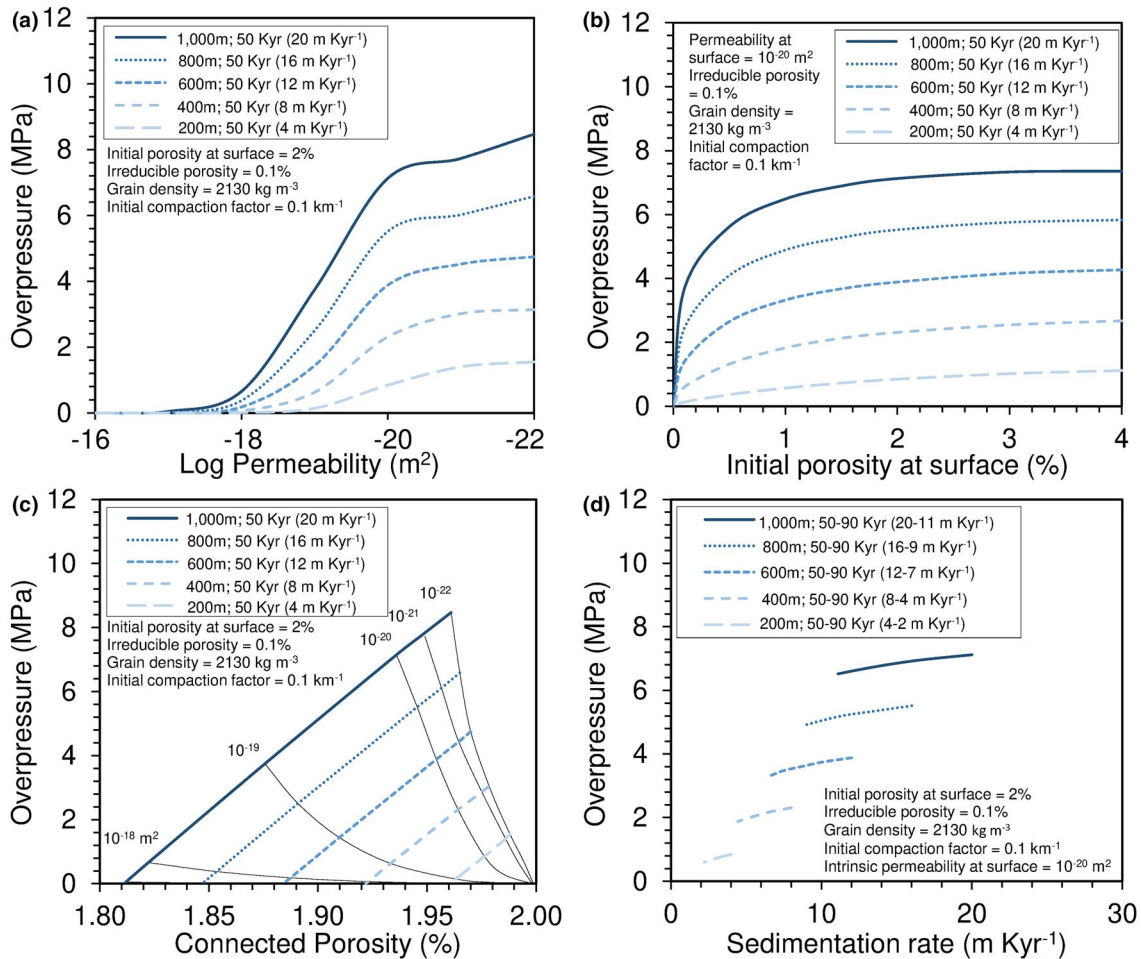 (a)
12
10
8
6
4
2
0
Overpressure (MPa)
1,000m; 50 Kyr (20 m Kyr⁻¹)
800m; 50 Kyr (16 m Kyr⁻¹)
600m; 50 Kyr (12 m Kyr⁻¹)
400m; 50 Kyr (8 m Kyr⁻¹)
200m; 50 Kyr (4 m Kyr⁻¹)
Initial porosity at surface = 2%
Irreducible porosity = 0.1%
Grain density = 2130 kg m⁻³
Initial compaction factor = 0.1 km⁻¹
-16 -18 -20 -22
Log Permeability (m²)
(b)
12
10
8
6
4
2
0
Overpressure (MPa)
Permeability at
surface = 10⁻²⁰ m²
Irreducible porosity
= 0.1%
Grain density =
2130 kg m⁻³
Initial compaction
factor = 0.1 km⁻¹
1,000m; 50 Kyr (20 m Kyr⁻¹)
800m; 50 Kyr (16 m Kyr⁻¹)
600m; 50 Kyr (12 m Kyr⁻¹)
400m; 50 Kyr (8 m Kyr⁻¹)
200m; 50 Kyr (4 m Kyr⁻¹)
0 1 2 3 4
Initial porosity at surface (%)
(c)
12
10
8
6
4
2
0
Overpressure (MPa)
1,000m; 50 Kyr (20 m Kyr⁻¹)
800m; 50 Kyr (16 m Kyr⁻¹)
600m; 50 Kyr (12 m Kyr⁻¹)
400m; 50 Kyr (8 m Kyr⁻¹)
200m; 50 Kyr (4 m Kyr⁻¹)
Initial porosity at surface = 2%
Irreducible porosity = 0.1%
Grain density = 2130 kg m⁻³
Initial compaction factor = 0.1 km⁻¹
10⁻²²
10⁻²¹
10⁻²⁰
10⁻¹⁹
10⁻¹⁸ m²
1.80 1.85 1.90 1.95 2.00
Connected Porosity (%)
(d)
12
10
8
6
4
2
0
Overpressure (MPa)
1,000m; 50-90 Kyr (20-11 m Kyr⁻¹)
800m; 50-90 Kyr (16-9 m Kyr⁻¹)
600m; 50-90 Kyr (12-7 m Kyr⁻¹)
400m; 50-90 Kyr (8-4 m Kyr⁻¹)
200m; 50-90 Kyr (4-2 m Kyr⁻¹)
Initial porosity at surface = 2%
Irreducible porosity = 0.1%
Grain density = 2130 kg m⁻³
Initial compaction factor = 0.1 km⁻¹
Intrinsic permeability at surface = 10⁻²⁰ m²
0 10 20 30
Sedimentation rate (m Kyr⁻¹)